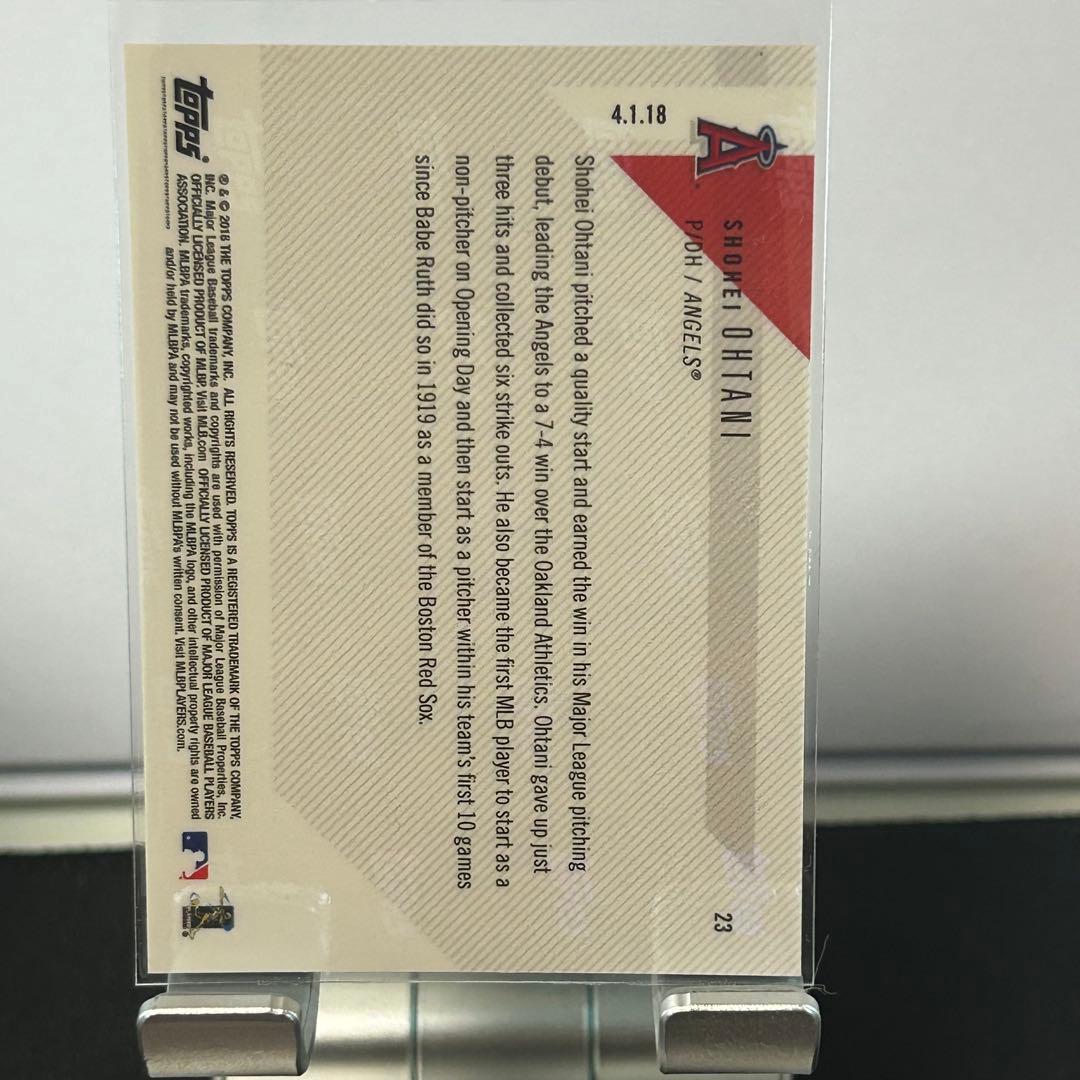 4.1.18
A
SHOHEI OHTANI
P/DH / ANGELS®
23
Shohei Ohtani pitched a quality start and earned the win in his Major League pitching
debut, leading the Angels to a 7-4 win over the Oakland Athletics. Ohtani gave up just
three hits and collected six strike outs. He also became the first MLB player to start as a
non-pitcher on Opening Day and then start as a pitcher within his team's first 10 games
since Babe Ruth did so in 1919 as a member of the Boston Red Sox.
topps®
® & © 2018 THE TOPPS COMPANY, INC. ALL RIGHTS RESERVED. TOPPS IS A REGISTERED TRADEMARK OF THE TOPPS COMPANY,
INC. Major League Baseball trademarks and copyrights are used with permission of Major League Baseball Properties, Inc.
OFFICIALLY LICENSED PRODUCT OF MLBP. Visit MLB.com OFFICIALLY LICENSED PRODUCT OF MAJOR LEAGUE BASEBALL PLAYERS
ASSOCIATION. MLBPA trademarks, copyrighted works, including the MLBPA logo, and other intellectual property rights are owned
and/or held by MLBPA and may not be used without MLBPA's written consent. Visit MLBPLAYERS.com.